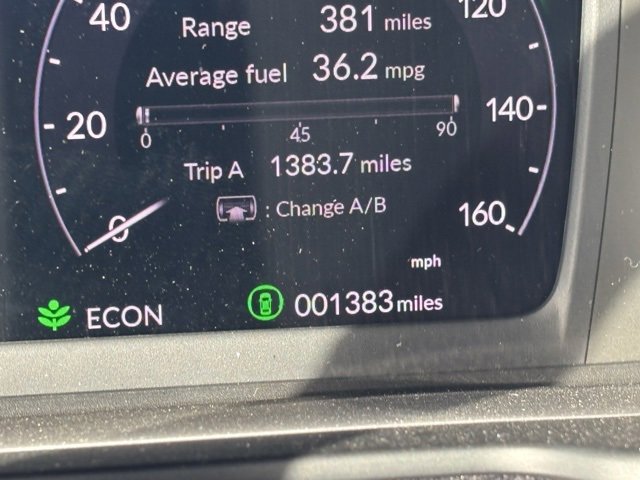 40 Range 381 miles 120
Average fuel 36.2 mpg
20 140
0 45 90
Trip A 1383.7 miles
: Change A/B
0 160
mph
ECON 001383 miles